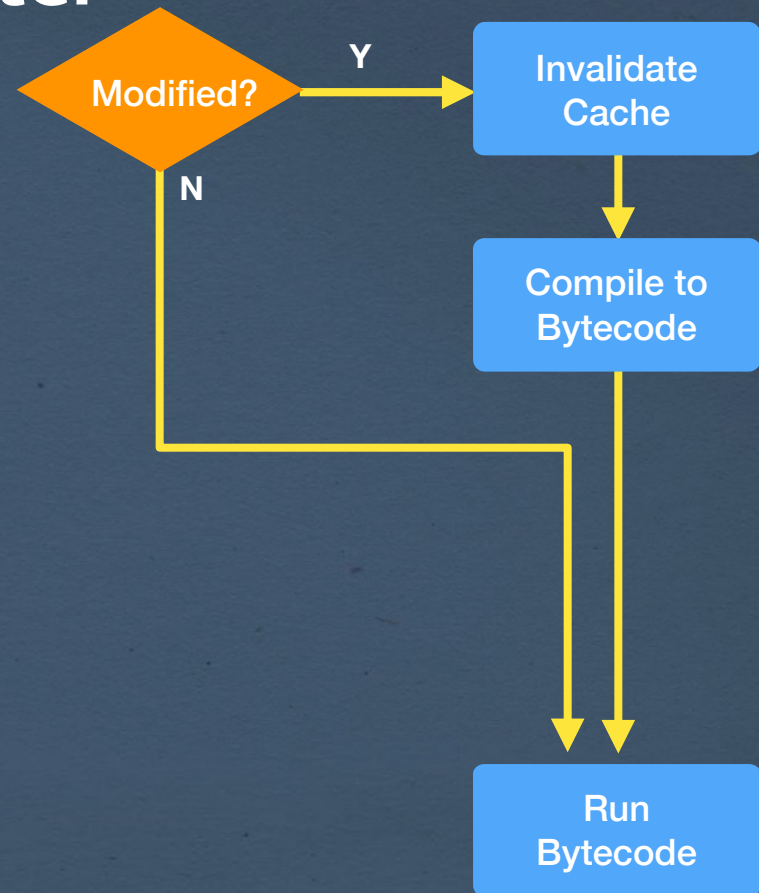 Modified?
Y
Invalidate
Cache
N
Compile to
Bytecode
Run
Bytecode